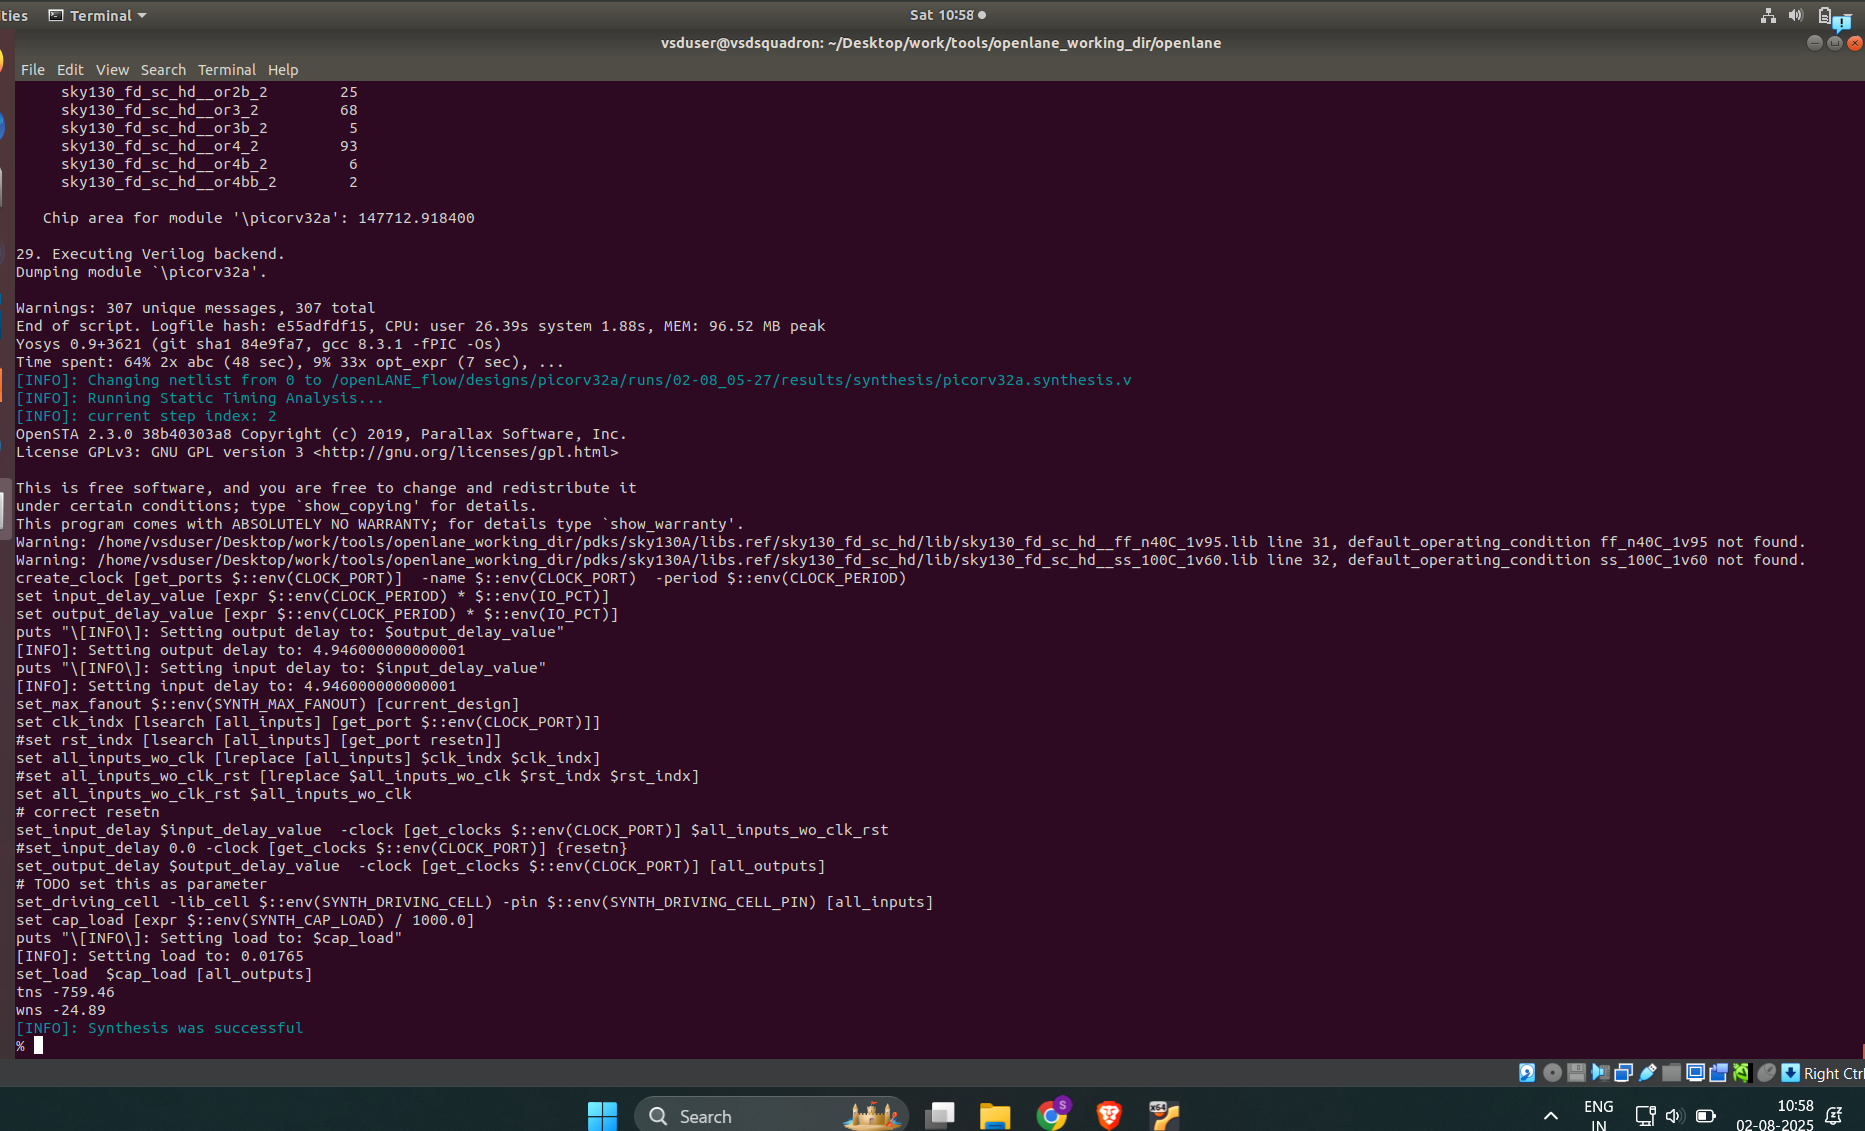 ties Terminal Sat 10:58
vsduser@vsdsquadron: ~/Desktop/work/tools/openlane_working_dir/openlane
File Edit View Search Terminal Help
sky130_fd_sc_hd__or2b_2 25
sky130_fd_sc_hd__or3_2 68
sky130_fd_sc_hd__or3b_2 5
sky130_fd_sc_hd__or4_2 93
sky130_fd_sc_hd__or4b_2 6
sky130_fd_sc_hd__or4bb_2 2
Chip area for module '\picorv32a': 147712.918400
29. Executing Verilog backend.
Dumping module `\picorv32a'.
Warnings: 307 unique messages, 307 total
End of script. Logfile hash: e55adfdf15, CPU: user 26.39s system 1.88s, MEM: 96.52 MB peak
Yosys 0.9+3621 (git sha1 84e9fa7, gcc 8.3.1 -fPIC -Os)
Time spent: 64% 2x abc (48 sec), 9% 33x opt_expr (7 sec), ...
[INFO]: Changing netlist from 0 to /openLANE_flow/designs/picorv32a/runs/02-08_05-27/results/synthesis/picorv32a.synthesis.v
[INFO]: Running Static Timing Analysis...
[INFO]: current step index: 2
OpenSTA 2.3.0 38b40303a8 Copyright (c) 2019, Parallax Software, Inc.
License GPLv3: GNU GPL version 3 <http://gnu.org/licenses/gpl.html>
This is free software, and you are free to change and redistribute it
under certain conditions; type `show_copying' for details.
This program comes with ABSOLUTELY NO WARRANTY; for details type `show_warranty'.
Warning: /home/vsduser/Desktop/work/tools/openlane_working_dir/pdks/sky130A/libs.ref/sky130_fd_sc_hd/lib/sky130_fd_sc_hd__ff_n40C_1v95.lib line 31, default_operating_condition ff_n40C_1v95 not found.
Warning: /home/vsduser/Desktop/work/tools/openlane_working_dir/pdks/sky130A/libs.ref/sky130_fd_sc_hd/lib/sky130_fd_sc_hd__ss_100C_1v60.lib line 32, default_operating_condition ss_100C_1v60 not found.
create_clock [get_ports $::env(CLOCK_PORT)]  -name $::env(CLOCK_PORT)  -period $::env(CLOCK_PERIOD)
set input_delay_value [expr $::env(CLOCK_PERIOD) * $::env(IO_PCT)]
set output_delay_value [expr $::env(CLOCK_PERIOD) * $::env(IO_PCT)]
puts "\[INFO\]: Setting output delay to: $output_delay_value"
[INFO]: Setting output delay to: 4.946000000000001
puts "\[INFO\]: Setting input delay to: $input_delay_value"
[INFO]: Setting input delay to: 4.946000000000001
set_max_fanout $::env(SYNTH_MAX_FANOUT) [current_design]
set clk_indx [lsearch [all_inputs] [get_port $::env(CLOCK_PORT)]]
#set rst_indx [lsearch [all_inputs] [get_port resetn]]
set all_inputs_wo_clk [lreplace [all_inputs] $clk_indx $clk_indx]
#set all_inputs_wo_clk_rst [lreplace $all_inputs_wo_clk $rst_indx $rst_indx]
set all_inputs_wo_clk_rst $all_inputs_wo_clk
# correct resetn
set_input_delay $input_delay_value  -clock [get_clocks $::env(CLOCK_PORT)] $all_inputs_wo_clk_rst
#set_input_delay 0.0 -clock [get_clocks $::env(CLOCK_PORT)] {resetn}
set_output_delay $output_delay_value  -clock [get_clocks $::env(CLOCK_PORT)] [all_outputs]
# TODO set this as parameter
set_driving_cell -lib_cell $::env(SYNTH_DRIVING_CELL) -pin $::env(SYNTH_DRIVING_CELL_PIN) [all_inputs]
set cap_load [expr $::env(SYNTH_CAP_LOAD) / 1000.0]
puts "\[INFO\]: Setting load to: $cap_load"
[INFO]: Setting load to: 0.01765
set_load  $cap_load [all_outputs]
tns -759.46
wns -24.89
[INFO]: Synthesis was successful
%
Right Ctrl
Search S x64 ENG 10:58
IN 02-08-2025